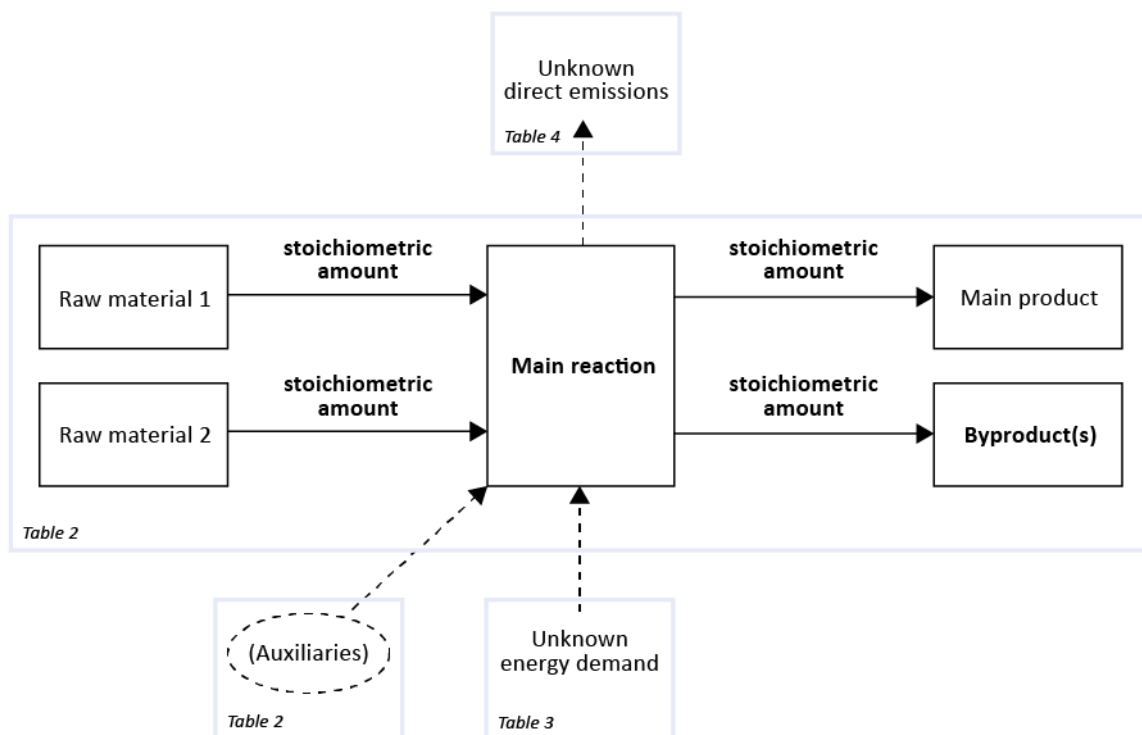 Unknown
direct emissions
Table 4
stoichiometric
amount
stoichiometric
amount
Raw material 1
Main product
Main reaction
stoichiometric
amount
stoichiometric
amount
Raw material 2
Byproduct(s)
Table 2
(Auxiliaries)
Table 2
Unknown
energy demand
Table 3